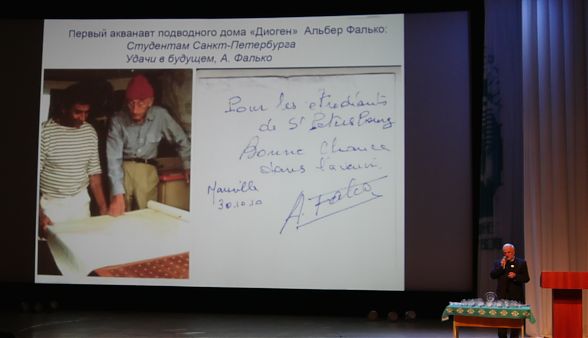 Первый акванавт подводного дома «Диоген» Альбер Фалько:
Студентам Санкт-Петербурга
Удачи в будущем, А. Фалько
Pour les étudiants
de St Petersbourg
Bonne Chance
dans l'avenir.
Marseille
30.10.10
A. Falco